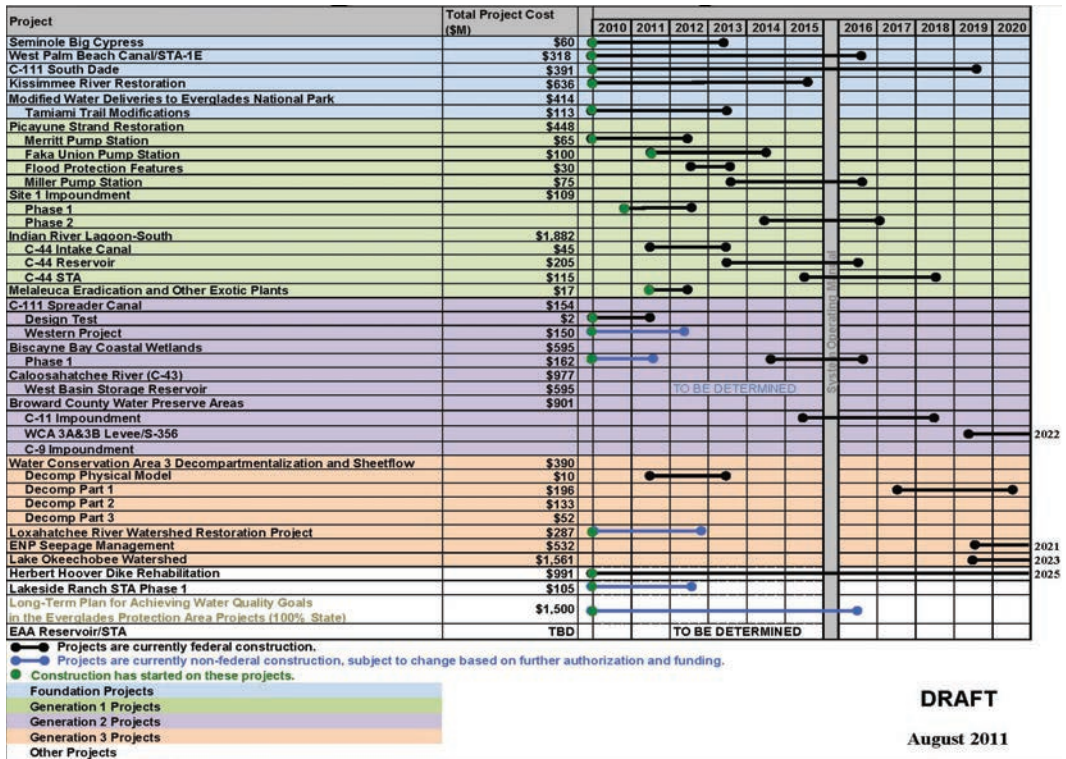 Project Total Project Cost ($M) 2010 2011 2012 2013 2014 2015 2016 2017 2018 2019 2020
Seminole Big Cypress $60
West Palm Beach Canal/STA-1E $318
C-111 South Dade $391
Kissimmee River Restoration $636
Modified Water Deliveries to Everglades National Park $414
Tamiami Trail Modifications $113
Picayune Strand Restoration $448
Merritt Pump Station $65
Faka Union Pump Station $100
Flood Protection Features $30
Miller Pump Station $75
Site 1 Impoundment $109
Phase 1
Phase 2
Indian River Lagoon-South $1,882
C-44 Intake Canal $45
C-44 Reservoir $205
C-44 STA $115
Melaleuca Eradication and Other Exotic Plants $17
C-111 Spreader Canal $154
Design Test $2
Western Project $150
Biscayne Bay Coastal Wetlands $595
Phase 1 $162
Caloosahatchee River (C-43) $977
West Basin Storage Reservoir $595 TO BE DETERMINED
Broward County Water Preserve Areas $901
C-11 Impoundment
WCA 3A&3B Levee/S-356 2022
C-9 Impoundment
Water Conservation Area 3 Decompartmentalization and Sheetflow $390
Decomp Physical Model $10
Decomp Part 1 $196
Decomp Part 2 $133
Decomp Part 3 $52
Loxahatchee River Watershed Restoration Project $287
ENP Seepage Management $532 2021
Lake Okeechobee Watershed $1,561 2023
Herbert Hoover Dike Rehabilitation $991 2025
Lakeside Ranch STA Phase 1 $105
Long-Term Plan for Achieving Water Quality Goals
in the Everglades Protection Area Projects (100% State) $1,500
EAA Reservoir/STA TBD TO BE DETERMINED
System Operating Manual
Projects are currently federal construction.
Projects are currently non-federal construction, subject to change based on further authorization and funding.
Construction has started on these projects.
Foundation Projects
Generation 1 Projects
Generation 2 Projects
Generation 3 Projects
Other Projects
DRAFT
August 2011